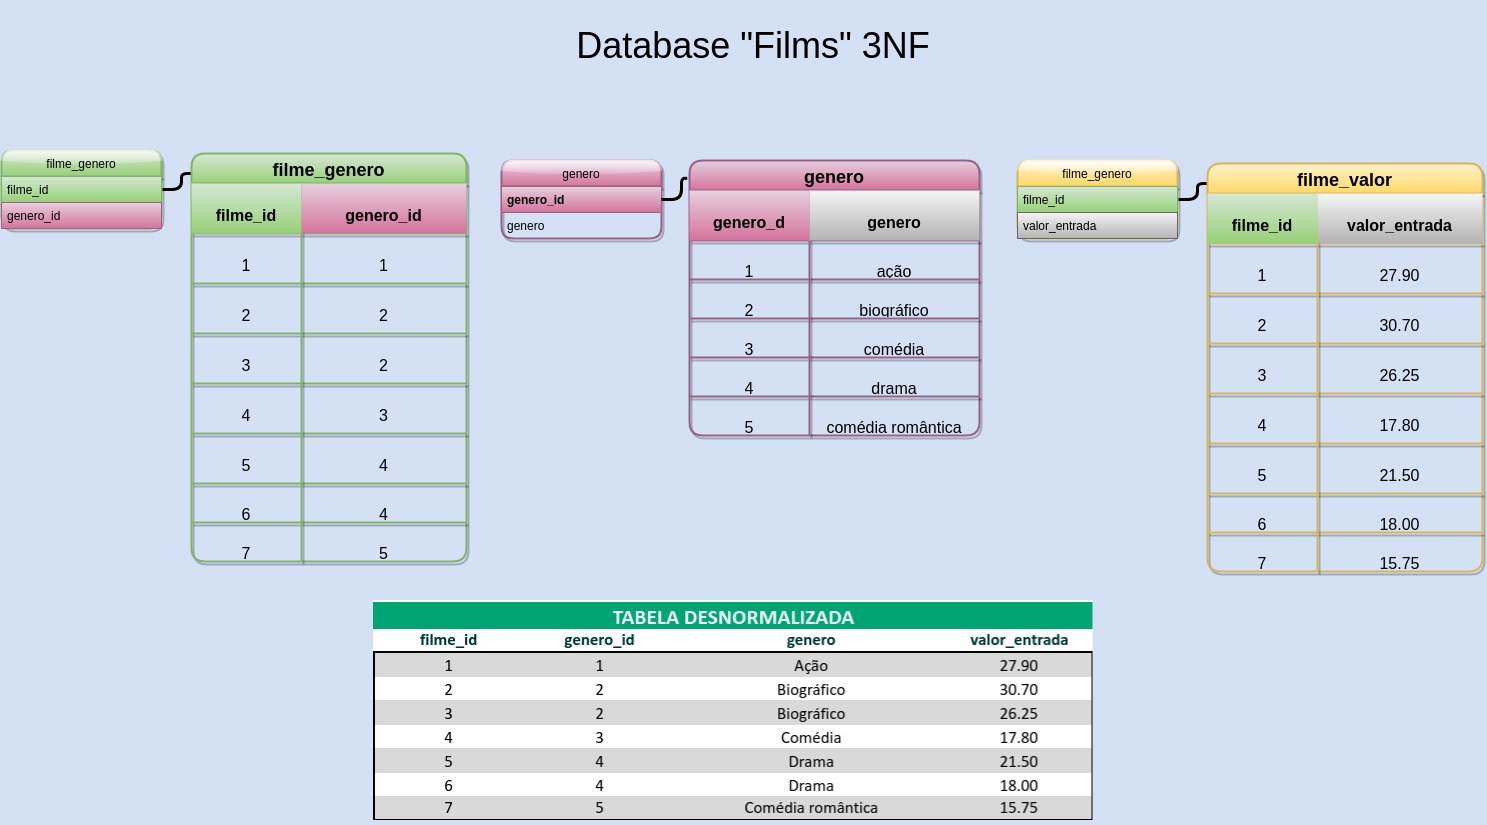 Database "Films" 3NF
filme_genero
filme_id
genero_id
filme_genero
filme_id genero_id
1 1
2 2
3 2
4 3
5 4
6 4
7 5
genero
genero_id
genero
genero
genero_d genero
1 ação
2 biográfico
3 comédia
4 drama
5 comédia romântica
filme_genero
filme_id
valor_entrada
filme_valor
filme_id valor_entrada
1 27.90
2 30.70
3 26.25
4 17.80
5 21.50
6 18.00
7 15.75
TABELA DESNORMALIZADA
filme_id genero_id genero valor_entrada
1 1 Ação 27.90
2 2 Biográfico 30.70
3 2 Biográfico 26.25
4 3 Comédia 17.80
5 4 Drama 21.50
6 4 Drama 18.00
7 5 Comédia romântica 15.75